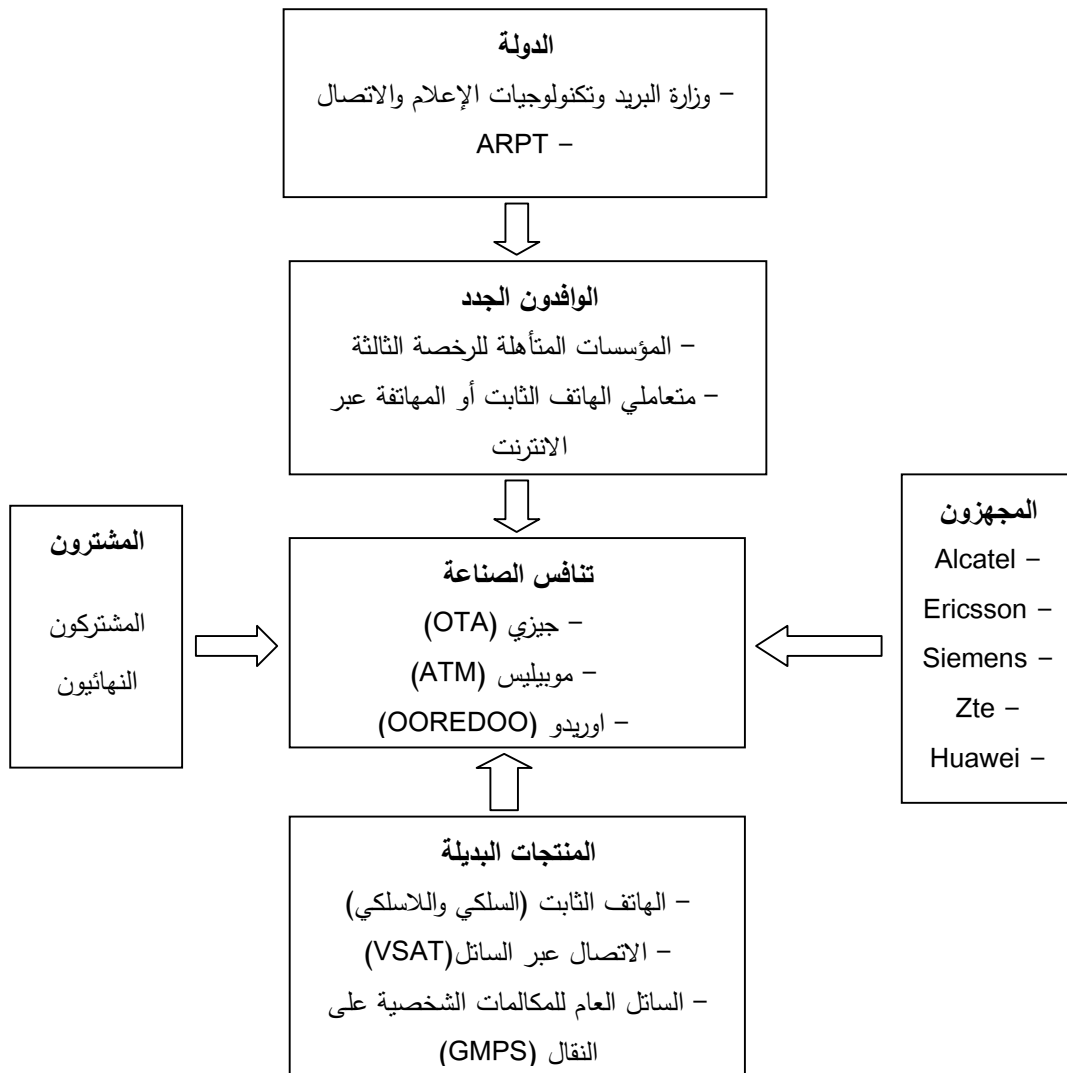 الدولة
– وزارة البريد وتكنولوجيات الإعلام والاتصال
– ARPT
الوافدون الجدد
– المؤسسات المتأهلة للرخصة الثالثة
– متعاملي الهاتف الثابت أو المهاتفة عبر
الانترنت
المجهزون
– Alcatel
– Ericsson
– Siemens
– Zte
– Huawei
تنافس الصناعة
– جيزي (OTA)
– موبيليس (ATM)
– اوريدو (OOREDOO)
المشترون
المشتركون
النهائيون
المنتجات البديلة
– الهاتف الثابت (السلكي واللاسلكي)
– الاتصال عبر الساتل(VSAT)
– الساتل العام للمكالمات الشخصية على
النقال (GMPS)